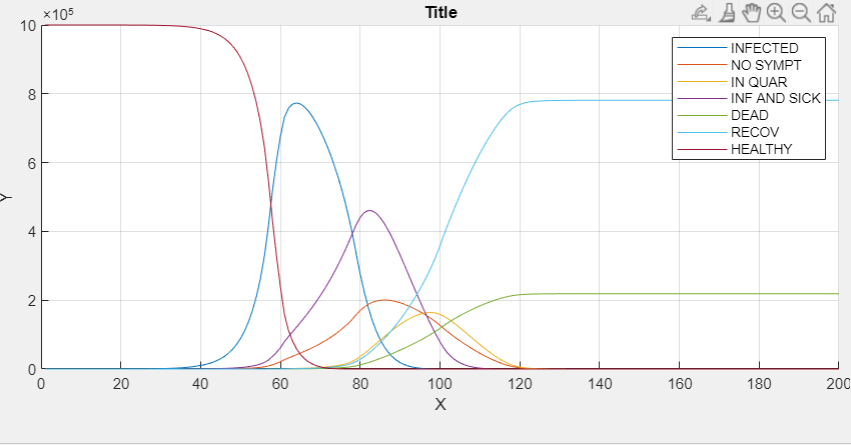 Title
×10⁵
10
8
6
4
2
0
Y
0 20 40 60 80 100 120 140 160 180 200
X
INFECTED
NO SYMPT
IN QUAR
INF AND SICK
DEAD
RECOV
HEALTHY